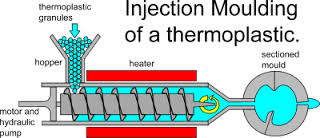 thermoplastic
granules
Injection Moulding
of a thermoplastic.
hopper
heater
sectioned
mould
motor and
hydraulic
pump